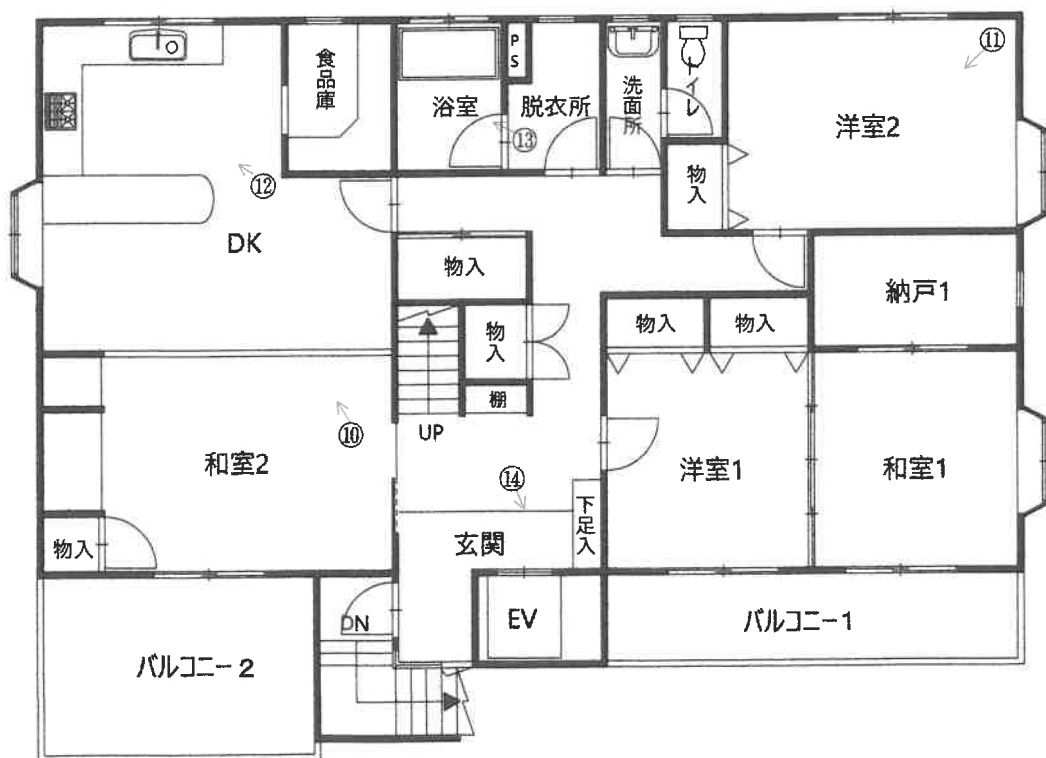 食品庫
浴室
PS
脱衣所
洗面所
トイレ
⑪
洋室2
⑬
⑫
物入
DK
物入
納戸1
物入
物入
物入
棚
⑩
UP
和室2
⑭
洋室1
和室1
下足入
物入
玄関
DN
EV
バルコニー1
バルコニー2